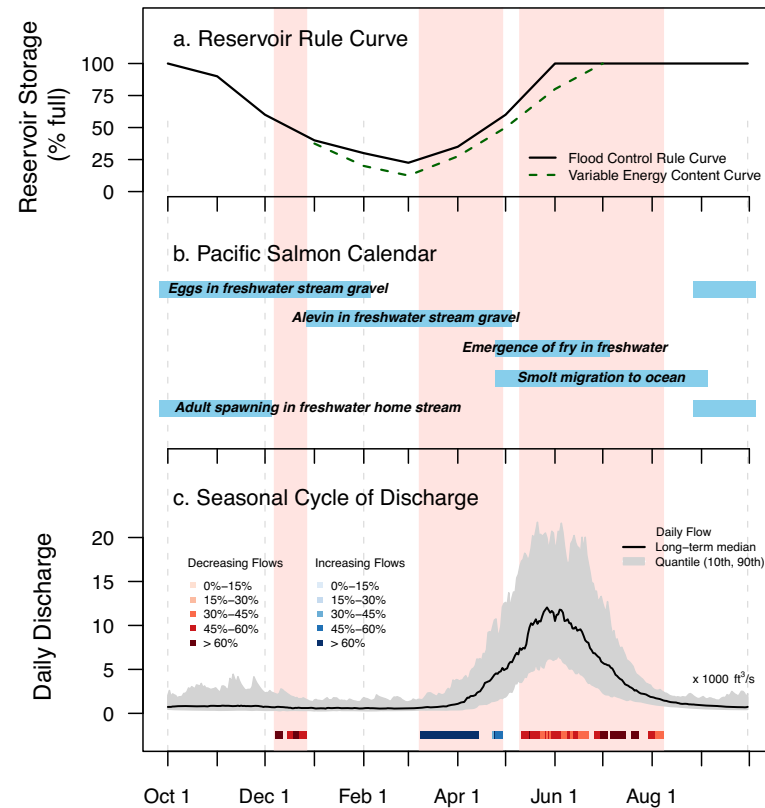 a. Reservoir Rule Curve
Reservoir Storage
(% full)
100
75
50
25
0
Flood Control Rule Curve
Variable Energy Content Curve
b. Pacific Salmon Calendar
Eggs in freshwater stream gravel
Alevin in freshwater stream gravel
Emergence of fry in freshwater
Smolt migration to ocean
Adult spawning in freshwater home stream
c. Seasonal Cycle of Discharge
Daily Discharge
20
15
10
5
0
Decreasing Flows
0%−15%
15%−30%
30%−45%
45%−60%
> 60%
Increasing Flows
0%−15%
15%−30%
30%−45%
45%−60%
> 60%
Daily Flow
Long−term median
Quantile (10th, 90th)
x 1000 ft³/s
Oct 1 Dec 1 Feb 1 Apr 1 Jun 1 Aug 1